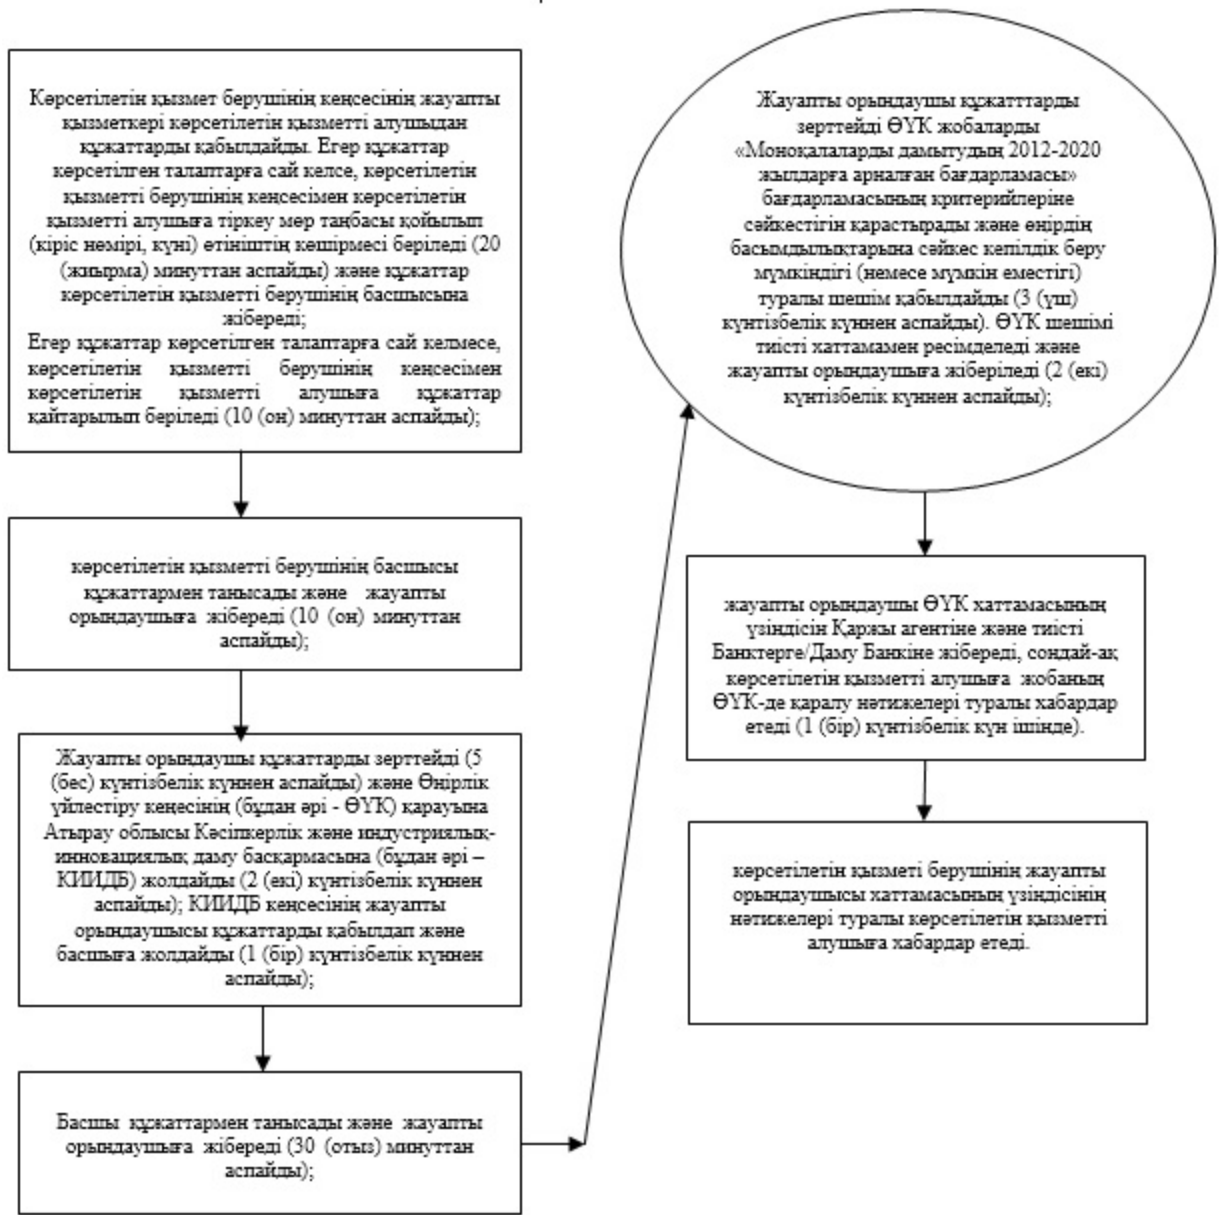 Көрсетілетін қызмет берушінің кеңсесінің жауапты
қызметкері көрсетілетін қызметті алушыдан
құжаттарды қабылдайды. Егер құжаттар
көрсетілген талаптарға сай келсе, көрсетілетін
қызметті берушінің кеңсесімен көрсетілетін
қызметті алушыға тіркеу мөр таңбасы қойылып
(кіріс нөмірі, күні) өтініштің көшірмесі беріледі (20
(жиырма) минуттан аспайды) және құжаттар
көрсетілетін қызметті берушінің басшысына
жібереді;
Егер құжаттар көрсетілген талаптарға сай келмесе,
көрсетілетін қызметті берушінің кеңсесімен
көрсетілетін қызметті алушыға құжаттар
қайтарылып беріледі (10 (он) минуттан аспайды);
көрсетілетін қызметті берушінің басшысы
құжаттармен танысады және жауапты
орындаушыға жібереді (10 (он) минуттан
аспайды);
Жауапты орындаушы құжаттарды зерттейді (5
(бес) күнтізбелік күннен аспайды) және Өңірлік
үйлестіру кеңесінің (бұдан әрі - ӨҮК) қарауына
Атырау облысы Кәсіпкерлік және индустриялық-
инновациялық даму басқармасына (бұдан әрі –
КИИДБ) жолдайды (2 (екі) күнтізбелік күннен
аспайды); КИИДБ кеңсесінің жауапты
орындаушысы құжаттарды қабылдап және
басшыға жолдайды (1 (бір) күнтізбелік күннен
аспайды);
Басшы құжаттармен танысады және жауапты
орындаушыға жібереді (30 (отыз) минуттан
аспайды);
Жауапты орындаушы құжатттарды
зерттейді ӨҮК жобаларды
«Моноқалаларды дамытудың 2012-2020
жылдарға арналған бағдарламасы»
бағдарламасының критерийлеріне
сәйкестігін қарастырады және өңірдің
басымдылықтарына сәйкес кепілдік беру
мүмкіндігі (немесе мүмкін еместігі)
туралы шешім қабылдайды (3 (үш)
күнтізбелік күннен аспайды). ӨҮК шешімі
тиісті хаттамамен ресімделеді және
жауапты орындаушыға жіберіледі (2 (екі)
күнтізбелік күннен аспайды);
жауапты орындаушы ӨҮК хаттамасының
үзіндісін Қаржы агентіне және тиісті
Банктерге/Даму Банкіне жібереді, сондай-ақ
көрсетілетін қызметті алушыға жобаның
ӨҮК-де қаралу нәтижелері туралы хабардар
етеді (1 (бір) күнтізбелік күн ішінде).
көрсетілетін қызметі берушінің жауапты
орындаушысы хаттамасының үзіндісінің
нәтижелері туралы көрсетілетін қызметті
алушыға хабардар етеді.